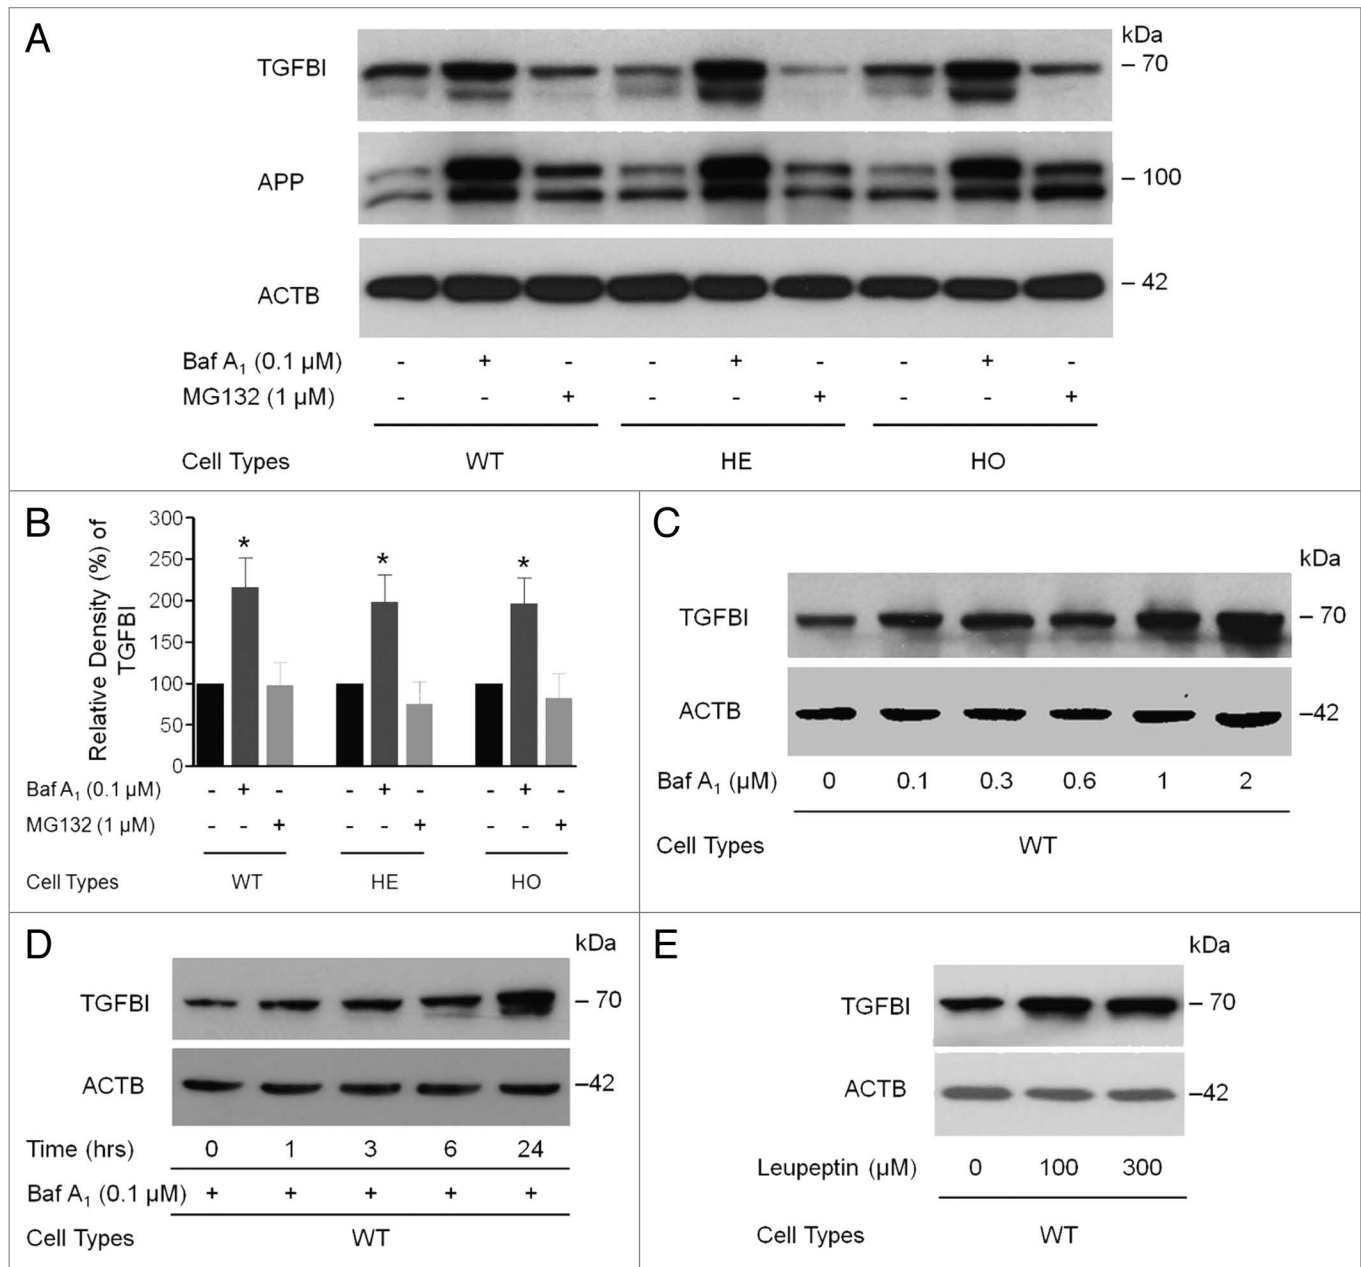 A
kDa
TGFBI
– 70
APP
– 100
ACTB
– 42
Baf A₁ (0.1 µM) - + - - + - - + -
MG132 (1 µM) - - + - - + - - +
Cell Types WT HE HO
B
Relative Density (%) of
TGFBI
300
250
200
150
100
50
0
* * *
Baf A₁ (0.1 µM) - + - - + - - + -
MG132 (1 µM) - - + - - + - - +
Cell Types WT HE HO
C
kDa
TGFBI
– 70
ACTB
–42
Baf A₁ (µM) 0 0.1 0.3 0.6 1 2
Cell Types WT
D
kDa
TGFBI
– 70
ACTB
–42
Time (hrs) 0 1 3 6 24
Baf A₁ (0.1 µM) + + + + +
Cell Types WT
E
kDa
TGFBI
– 70
ACTB
–42
Leupeptin (µM) 0 100 300
Cell Types WT